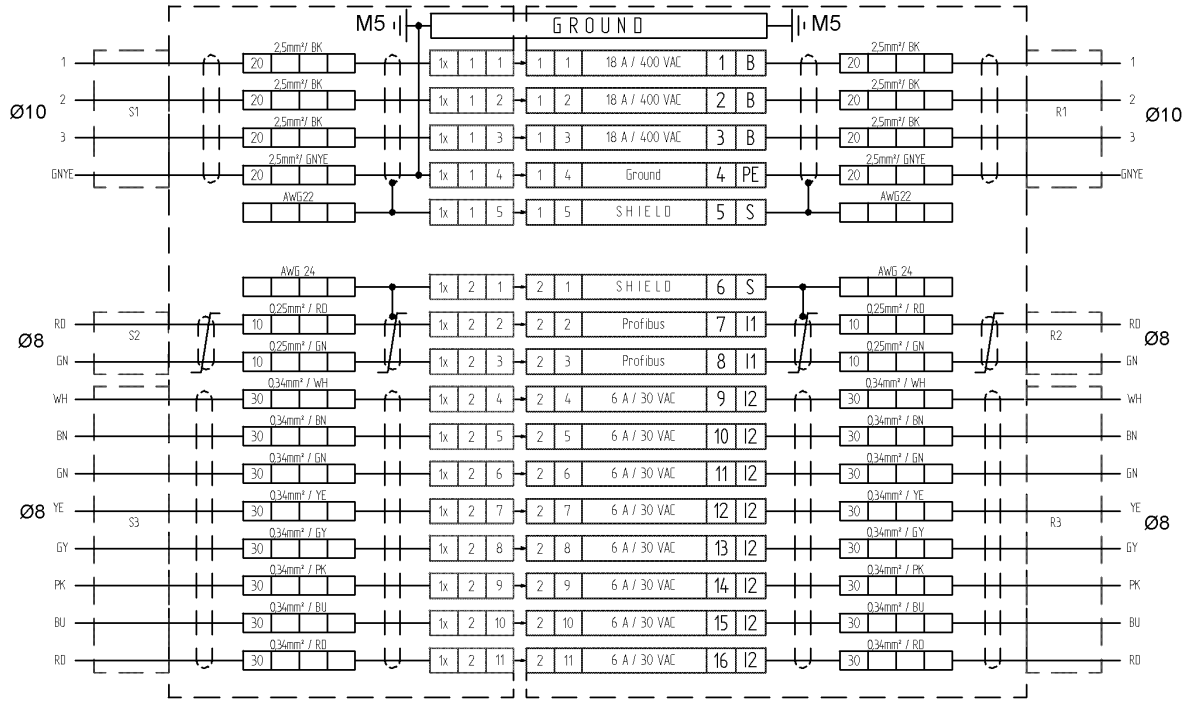 M5 GROUND M5
2,5mm²/ BK 2,5mm²/ BK
1 20 1x 1 1 1 1 18 A / 400 VAC 1 B 20 1
2,5mm²/ BK 2,5mm²/ BK
2 20 1x 1 2 1 2 18 A / 400 VAC 2 B 20 2
Ø10 S1 R1 Ø10
2,5mm²/ BK 2,5mm²/ BK
3 20 1x 1 3 1 3 18 A / 400 VAC 3 B 20 3
2,5mm²/ GNYE 2,5mm²/ GNYE
GNYE 20 1x 1 4 1 4 Ground 4 PE 20 GNYE
AWG22 AWG22
1x 1 5 1 5 SHIELD 5 S
AWG 24 AWG 24
1x 2 1 2 1 SHIELD 6 S
0,25mm² / RD 0,25mm² / RD
RD 10 1x 2 2 2 2 Profibus 7 I1 10 RD
Ø8 S2 R2 Ø8
0,25mm² / GN 0,25mm² / GN
GN 10 1x 2 3 2 3 Profibus 8 I1 10 GN
0,34mm² / WH 0,34mm² / WH
WH 30 1x 2 4 2 4 6 A / 30 VAC 9 I2 30 WH
0,34mm² / BN 0,34mm² / BN
BN 30 1x 2 5 2 5 6 A / 30 VAC 10 I2 30 BN
0,34mm² / GN 0,34mm² / GN
GN 30 1x 2 6 2 6 6 A / 30 VAC 11 I2 30 GN
0,34mm² / YE 0,34mm² / YE
YE 30 1x 2 7 2 7 6 A / 30 VAC 12 I2 30 YE
Ø8 S3 R3 Ø8
0,34mm² / GY 0,34mm² / GY
GY 30 1x 2 8 2 8 6 A / 30 VAC 13 I2 30 GY
0,34mm² / PK 0,34mm² / PK
PK 30 1x 2 9 2 9 6 A / 30 VAC 14 I2 30 PK
0,34mm² / BU 0,34mm² / BU
BU 30 1x 2 10 2 10 6 A / 30 VAC 15 I2 30 BU
0,34mm² / RD 0,34mm² / RD
RD 30 1x 2 11 2 11 6 A / 30 VAC 16 I2 30 RD